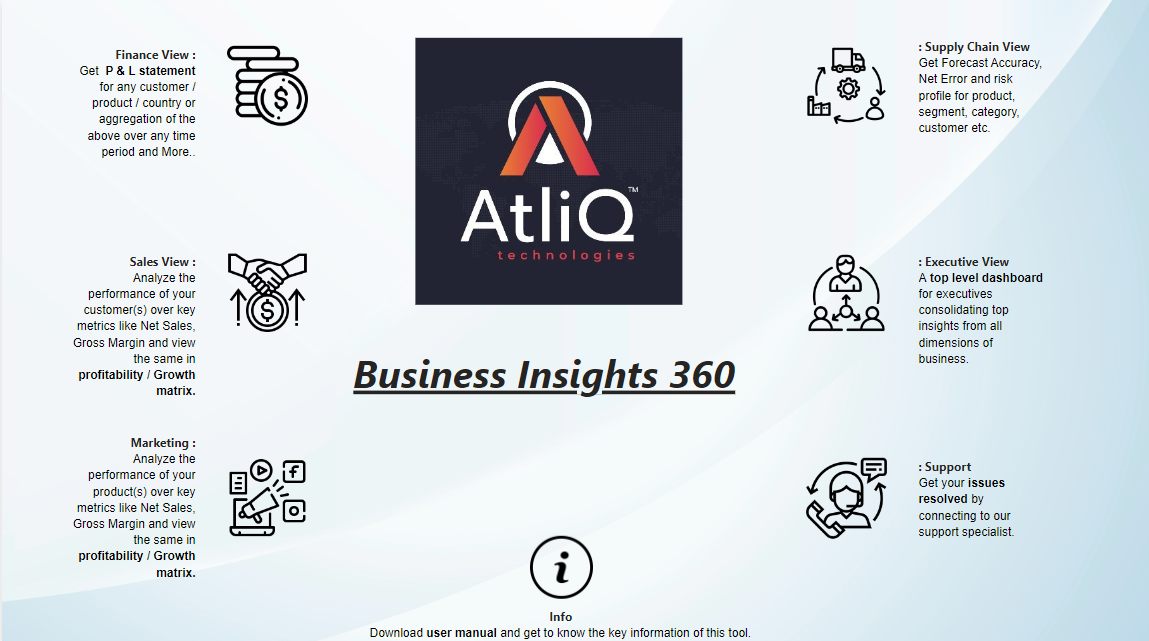 Finance View :
Get P & L statement
for any customer /
product / country or
aggregation of the
above over any time
period and More..
Sales View :
Analyze the
performance of your
customer(s) over key
metrics like Net Sales,
Gross Margin and view
the same in
profitability / Growth
matrix.
Marketing :
Analyze the
performance of your
product(s) over key
metrics like Net Sales,
Gross Margin and view
the same in
profitability / Growth
matrix.
AtliQ™
technologies
Business Insights 360
i
Info
Download user manual and get to know the key information of this tool.
: Supply Chain View
Get Forecast Accuracy,
Net Error and risk
profile for product,
segment, category,
customer etc.
: Executive View
A top level dashboard
for executives
consolidating top
insights from all
dimensions of
business.
: Support
Get your issues
resolved by
connecting to our
support specialist.